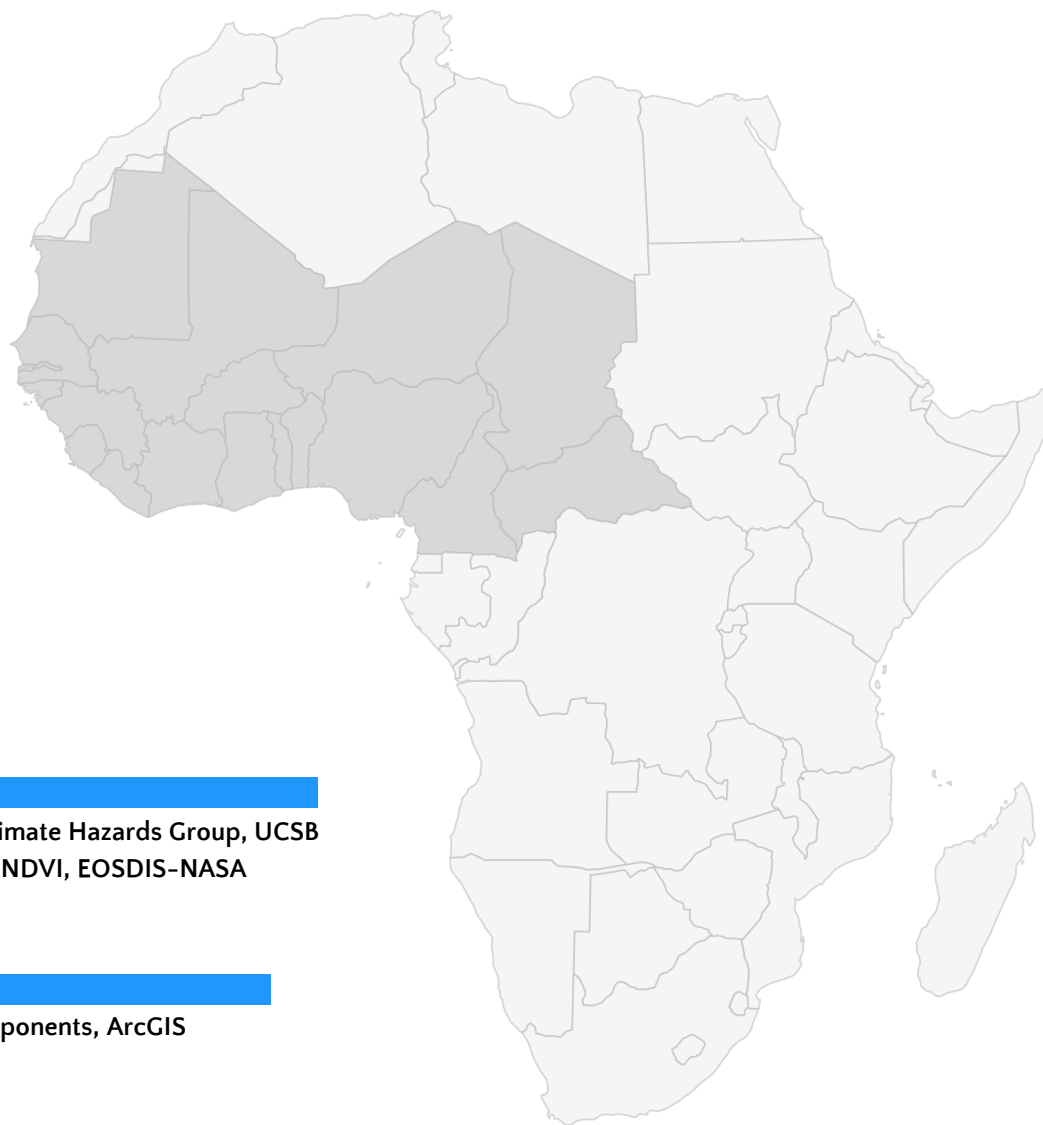 imate Hazards Group, UCSB
NDVI, EOSDIS-NASA
ponents, ArcGIS